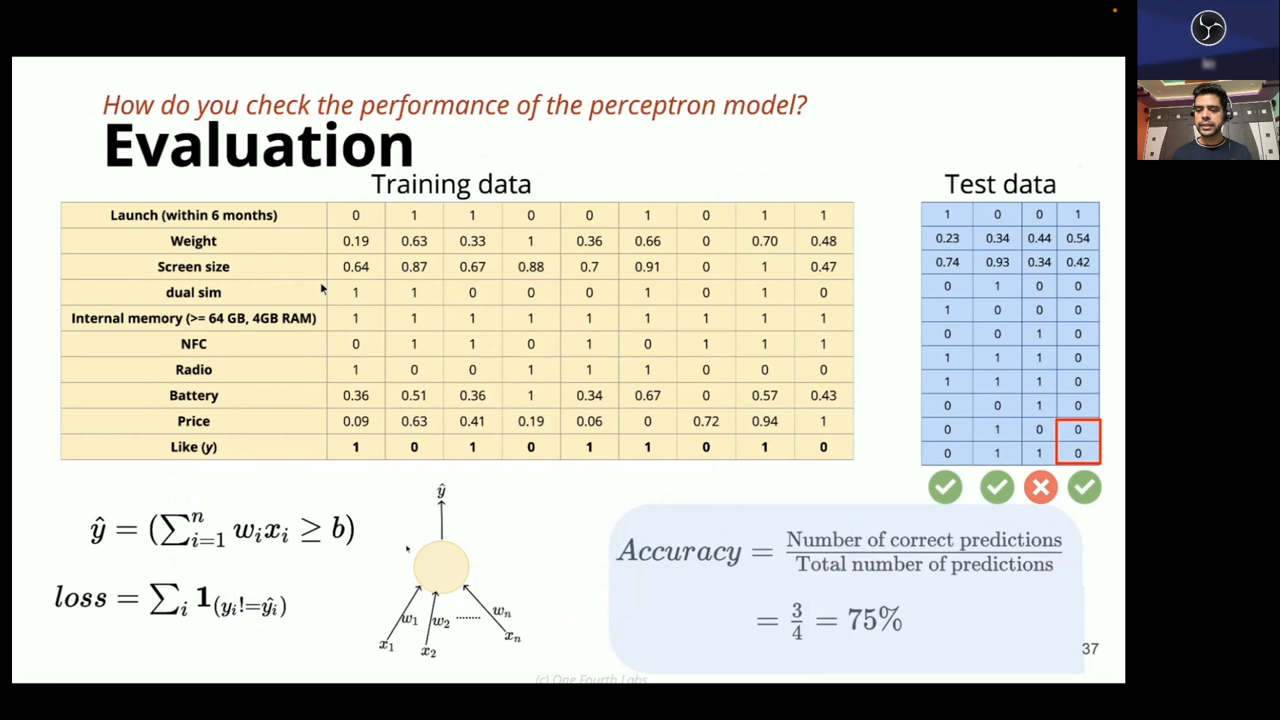 How do you check the performance of the perceptron model?
Evaluation
Training data
Test data
Launch (within 6 months) 0 1 1 0 0 1 0 1 1
Weight 0.19 0.63 0.33 1 0.36 0.66 0 0.70 0.48
Screen size 0.64 0.87 0.67 0.88 0.7 0.91 0 1 0.47
dual sim 1 1 0 0 0 1 0 1 0
Internal memory (>= 64 GB, 4GB RAM) 1 1 1 1 1 1 1 1 1
NFC 0 1 1 0 1 0 1 1 1
Radio 1 0 0 1 1 1 0 0 0
Battery 0.36 0.51 0.36 1 0.34 0.67 0 0.57 0.43
Price 0.09 0.63 0.41 0.19 0.06 0 0.72 0.94 1
Like (y) 1 0 1 0 1 1 0 1 0
1 0 0 1
0.23 0.34 0.44 0.54
0.74 0.93 0.34 0.42
0 1 0 0
1 0 0 0
0 0 1 0
1 1 1 0
1 1 1 0
0 0 1 0
0 1 0 0
0 1 1 0
ŷ = (∑ⁿᵢ₌₁ wᵢxᵢ ≥ b)
loss = ∑ᵢ 1(yᵢ!=ŷᵢ)
ŷ
w₁ w₂ ........ wₙ
x₁ x₂ xₙ
Accuracy = Number of correct predictions / Total number of predictions
= 3/4 = 75%
37
(c) One Fourth Labs